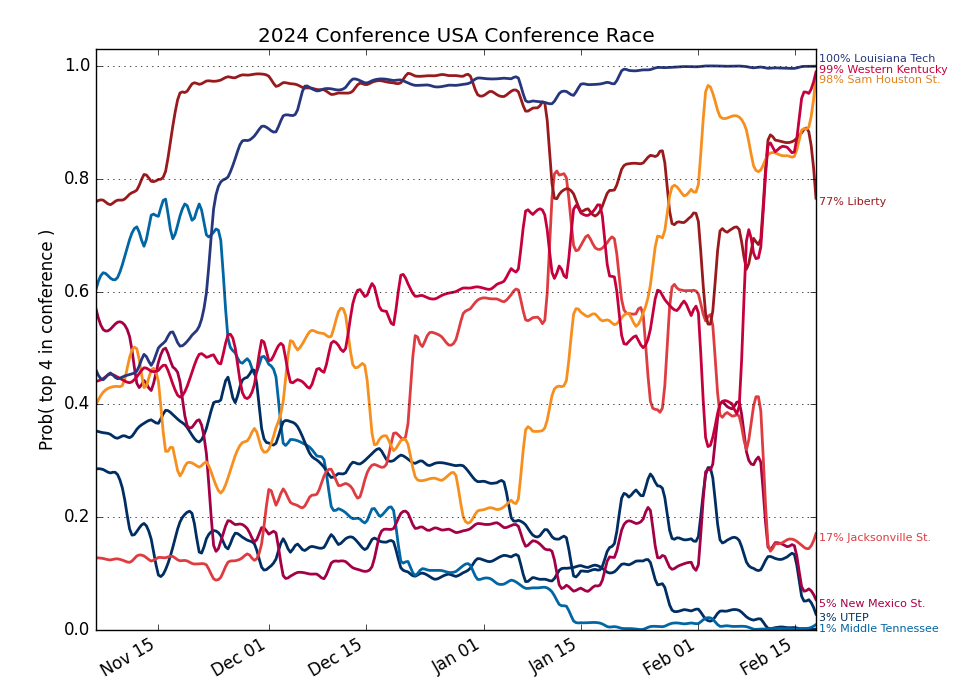 2024 Conference USA Conference Race
Prob( top 4 in conference )
1.0
0.8
0.6
0.4
0.2
0.0
Nov 15
Dec 01
Dec 15
Jan 01
Jan 15
Feb 01
Feb 15
100% Louisiana Tech
99% Western Kentucky
98% Sam Houston St.
77% Liberty
17% Jacksonville St.
5% New Mexico St.
3% UTEP
1% Middle Tennessee